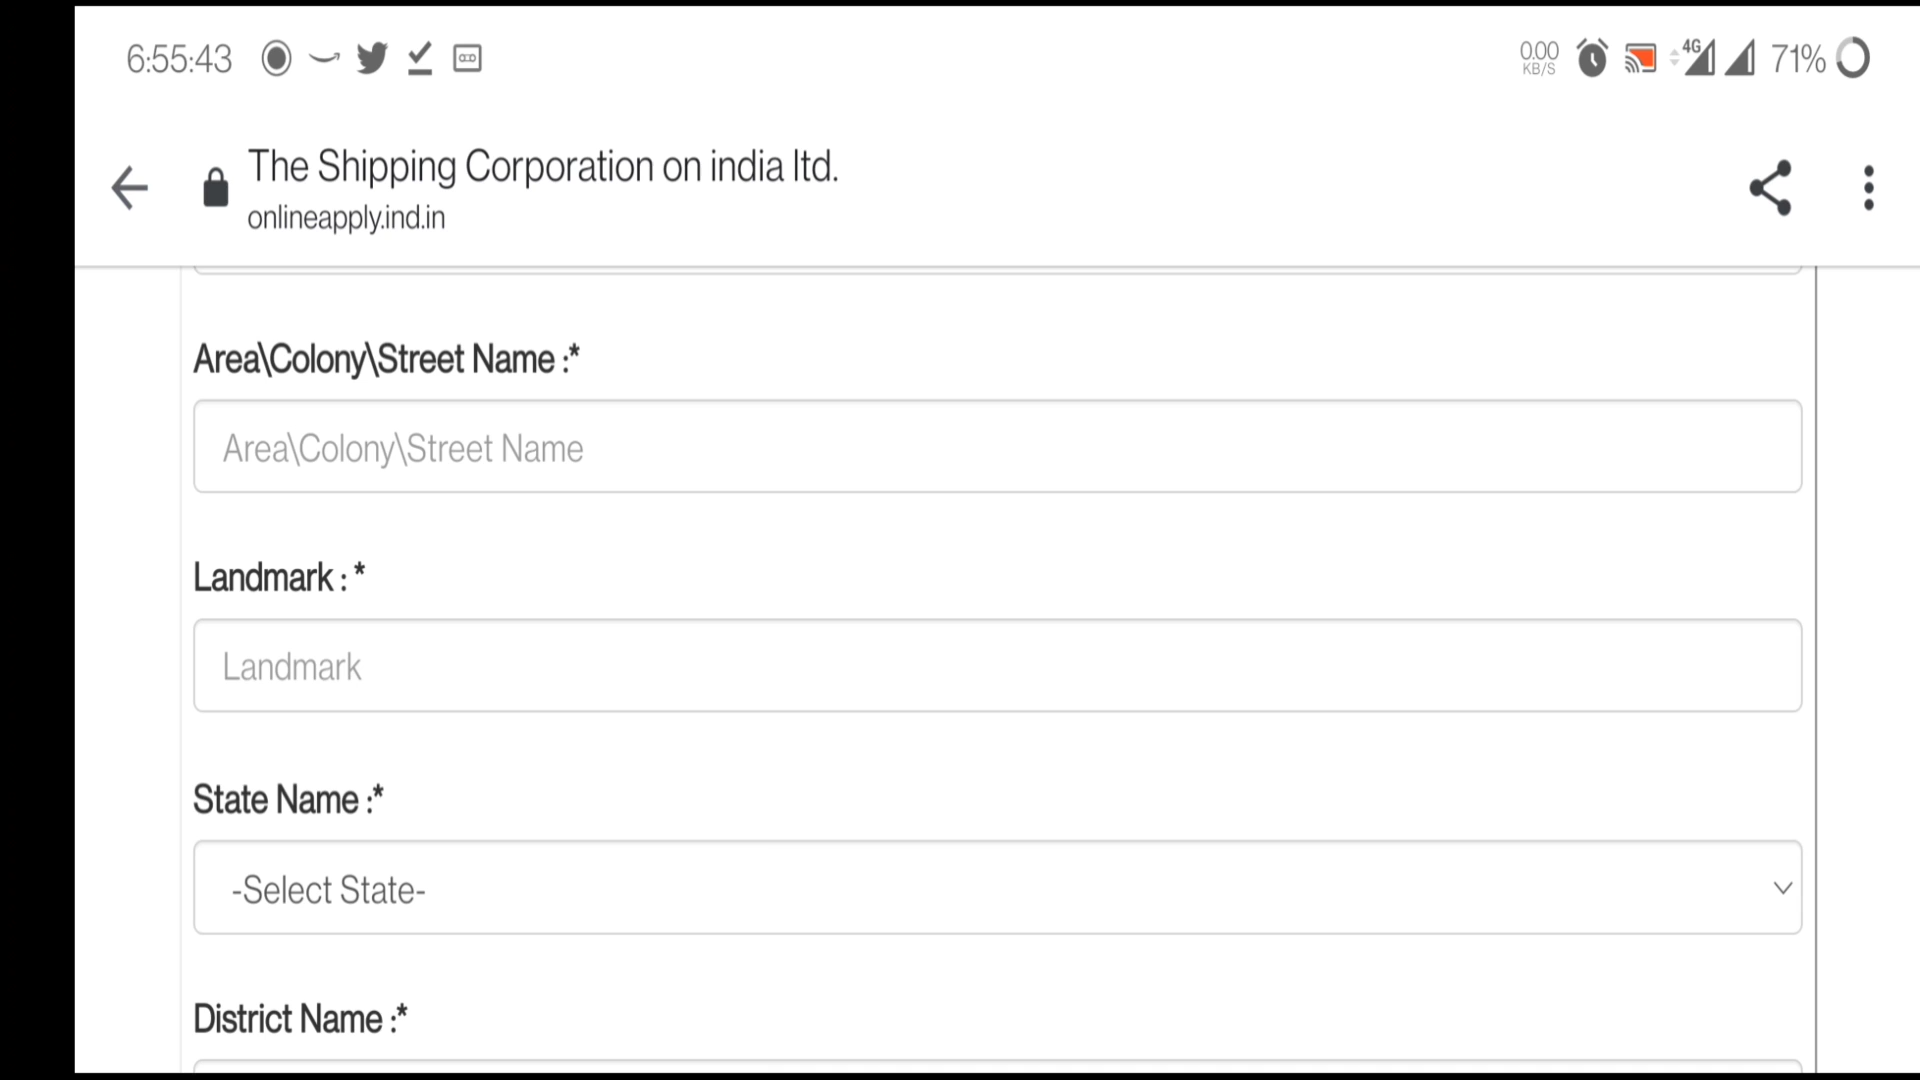 6:55:43
0.00
KB/S
4G
71%
The Shipping Corporation on india ltd.
onlineapply.ind.in
Area\Colony\Street Name :*
Area\Colony\Street Name
Landmark : *
Landmark
State Name :*
-Select State-
District Name :*